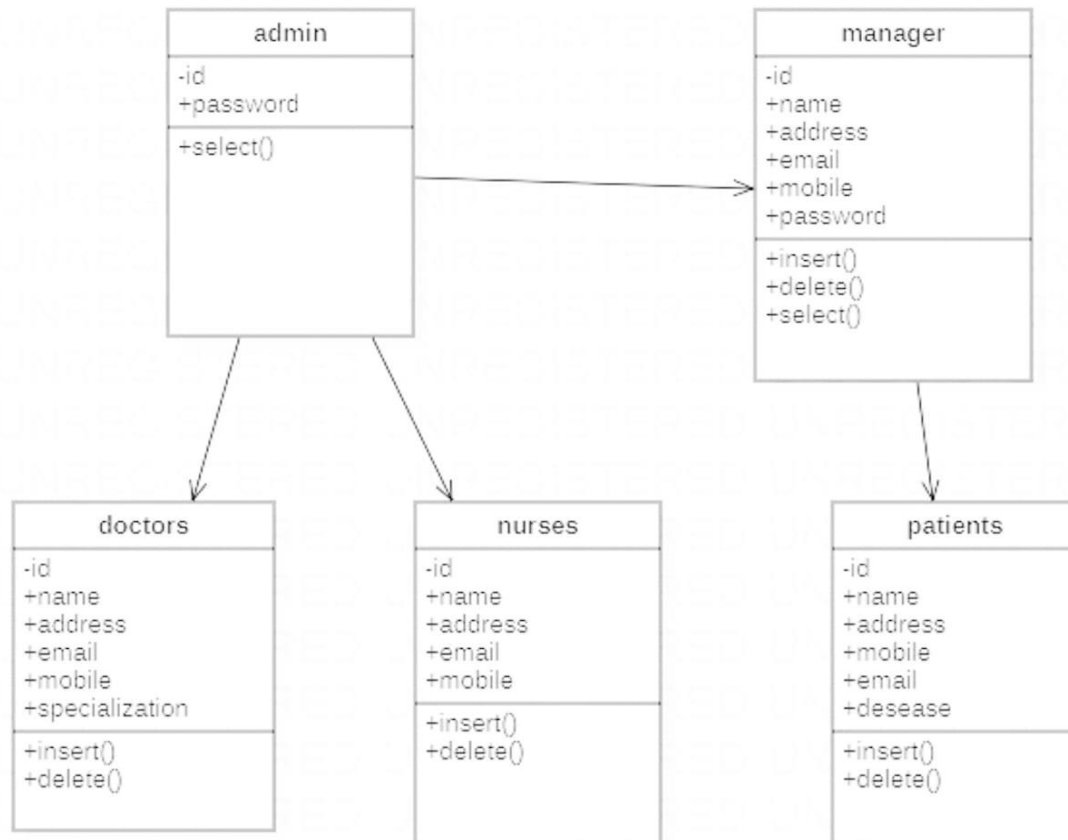 admin
-id
+password
+select()
manager
-id
+name
+address
+email
+mobile
+password
+insert()
+delete()
+select()
doctors
-id
+name
+address
+email
+mobile
+specialization
+insert()
+delete()
nurses
-id
+name
+address
+email
+mobile
+insert()
+delete()
patients
-id
+name
+address
+mobile
+email
+desease
+insert()
+delete()